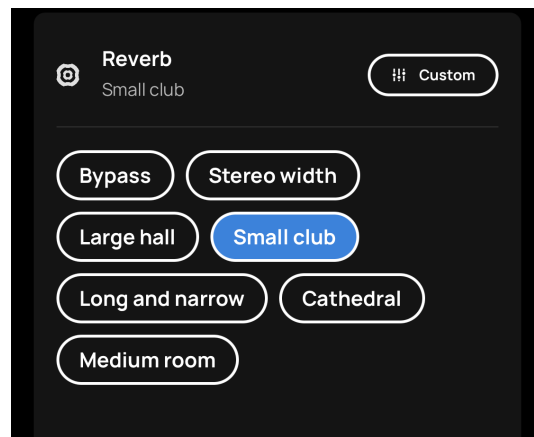 Reverb
Small club
Custom
Bypass
Stereo width
Large hall
Small club
Long and narrow
Cathedral
Medium room